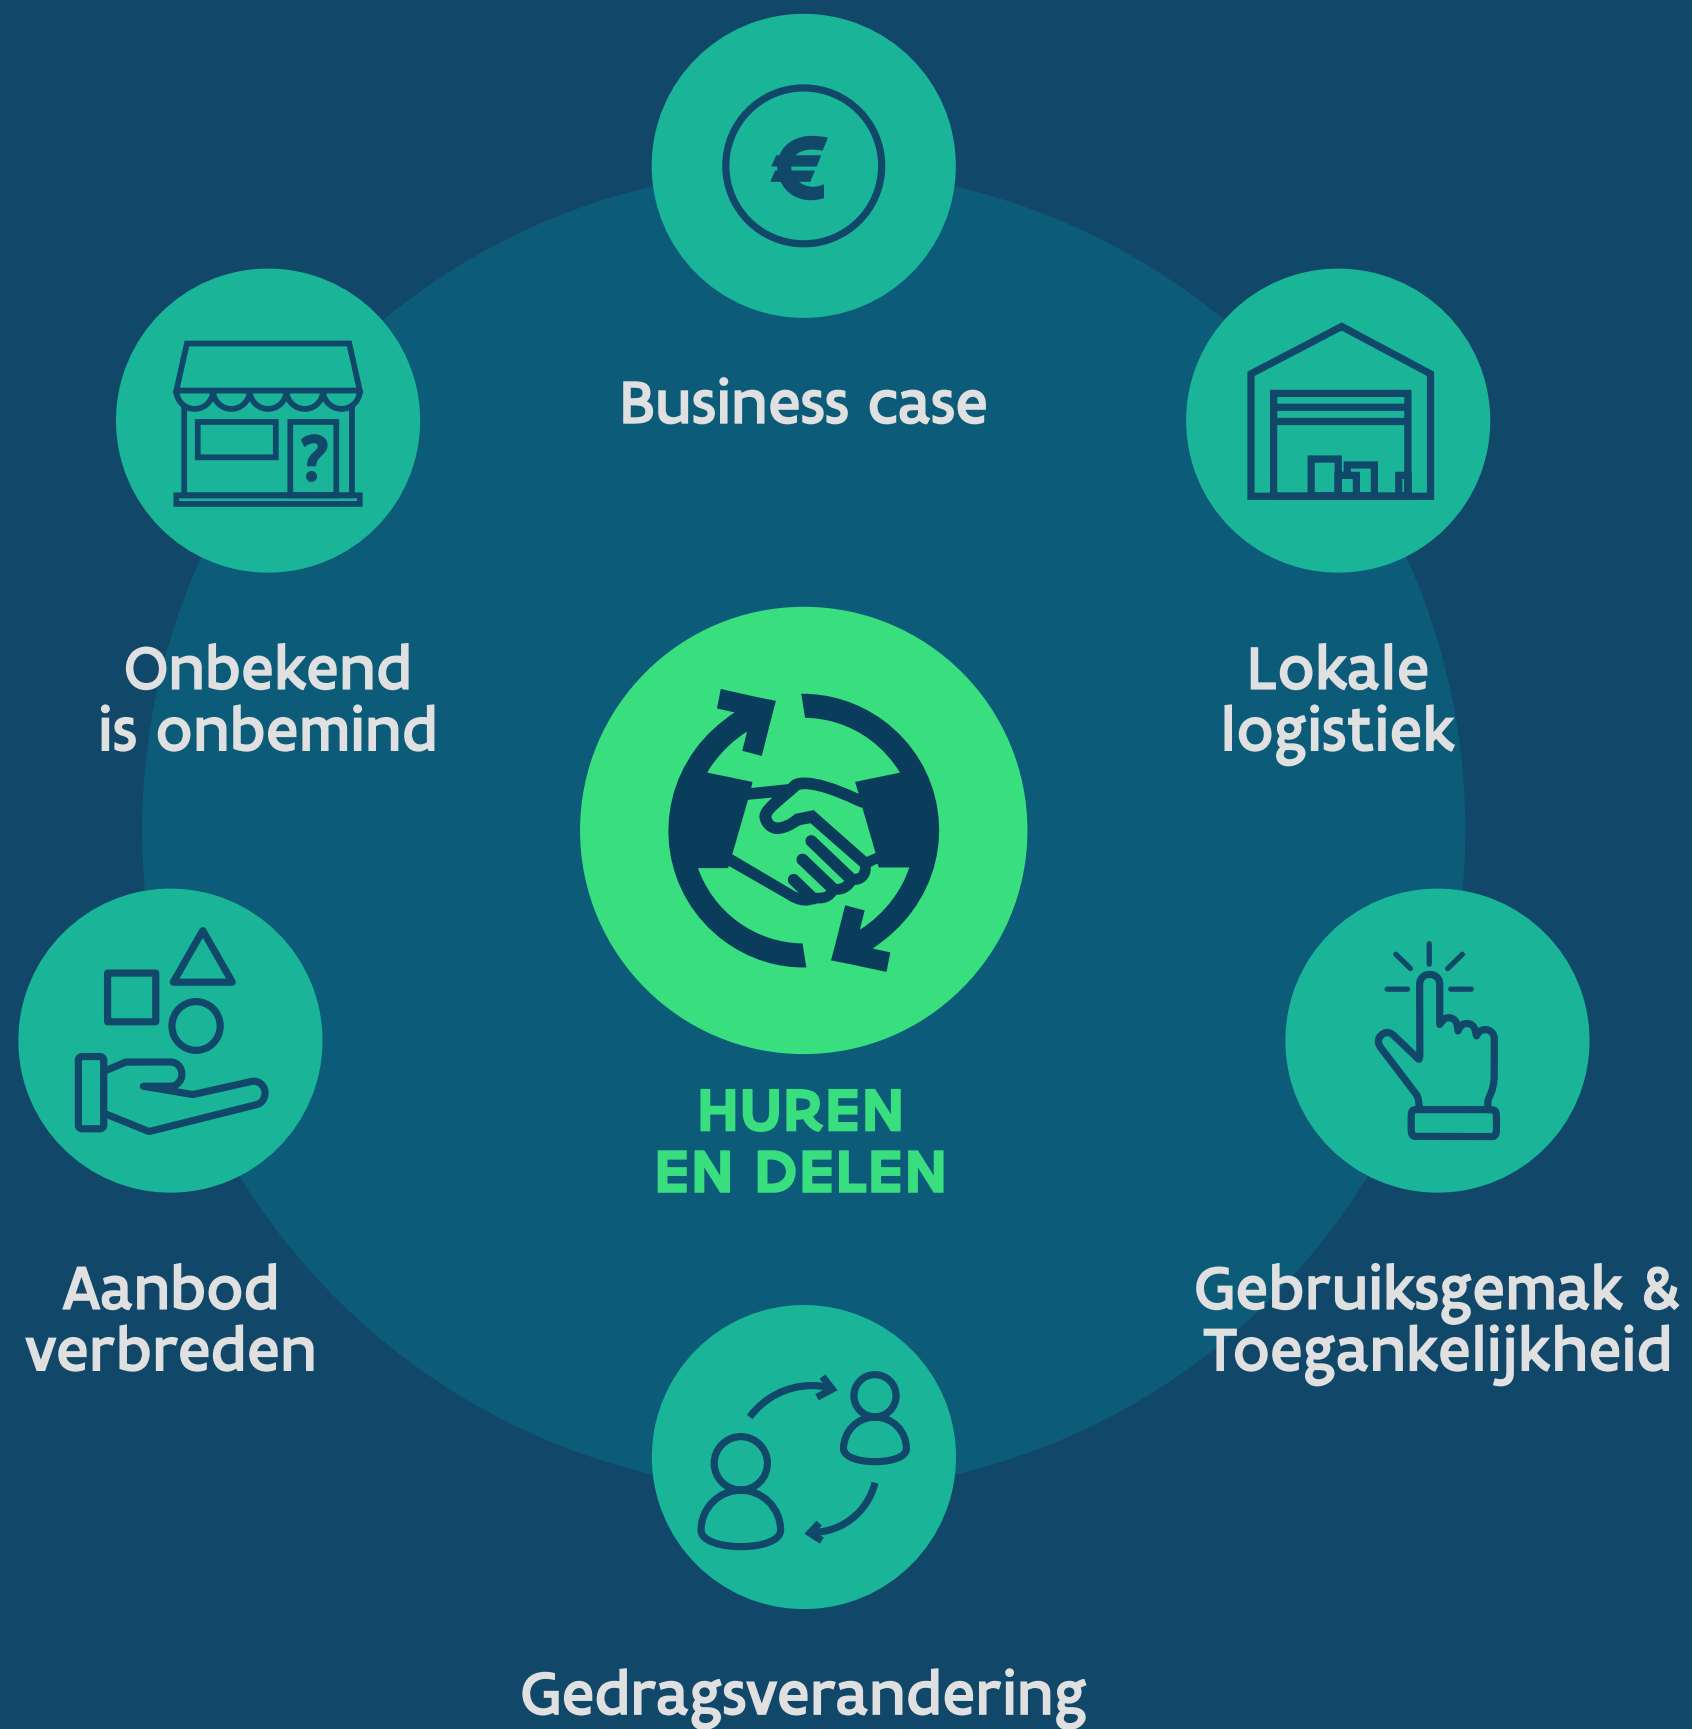 €
Business case
?
Onbekend
is onbemind
Lokale
logistiek
HUREN
EN DELEN
Aanbod
verbreden
Gebruiksgemak &
Toegankelijkheid
Gedragsverandering